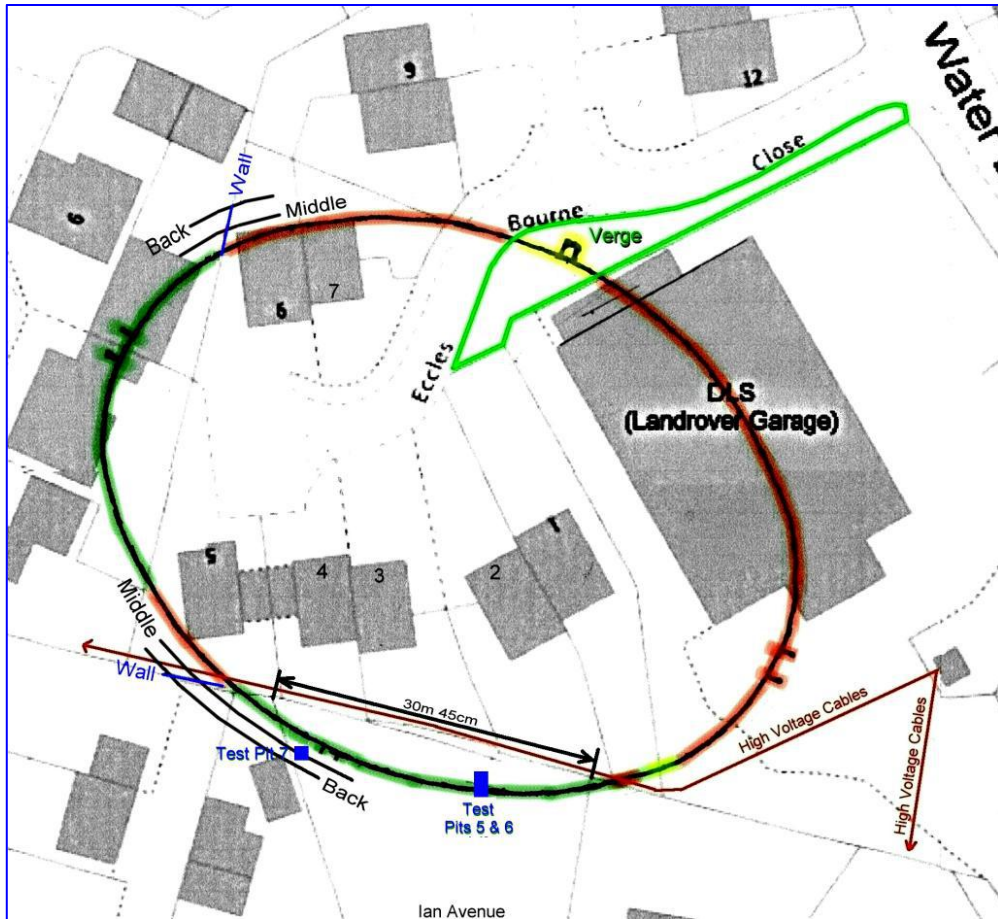 Water
9
12
Close
Wall
6
Back
Middle
Bourne
Verge
7
6
Eccles
DLS
(Landrover Garage)
1
5
4
3
2
Middle
Wall
30m 45cm
High Voltage Cables
High Voltage Cables
Test Pit 7
Back
Test
Pits 5 & 6
Ian Avenue